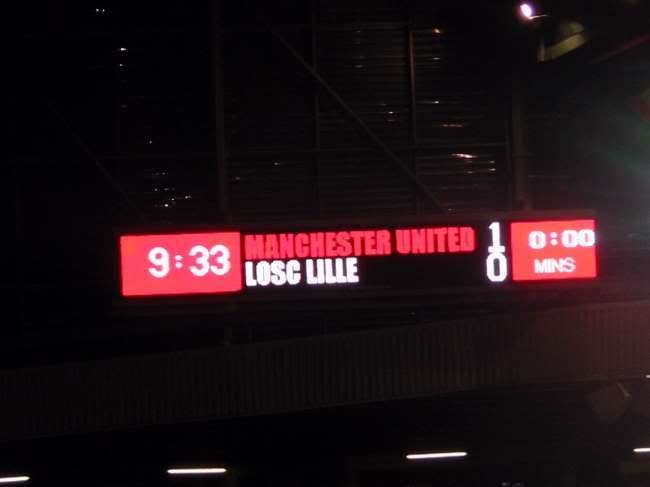 9:33
MANCHESTER UNITED 1
LOSC LILLE 0
0:00
MINS